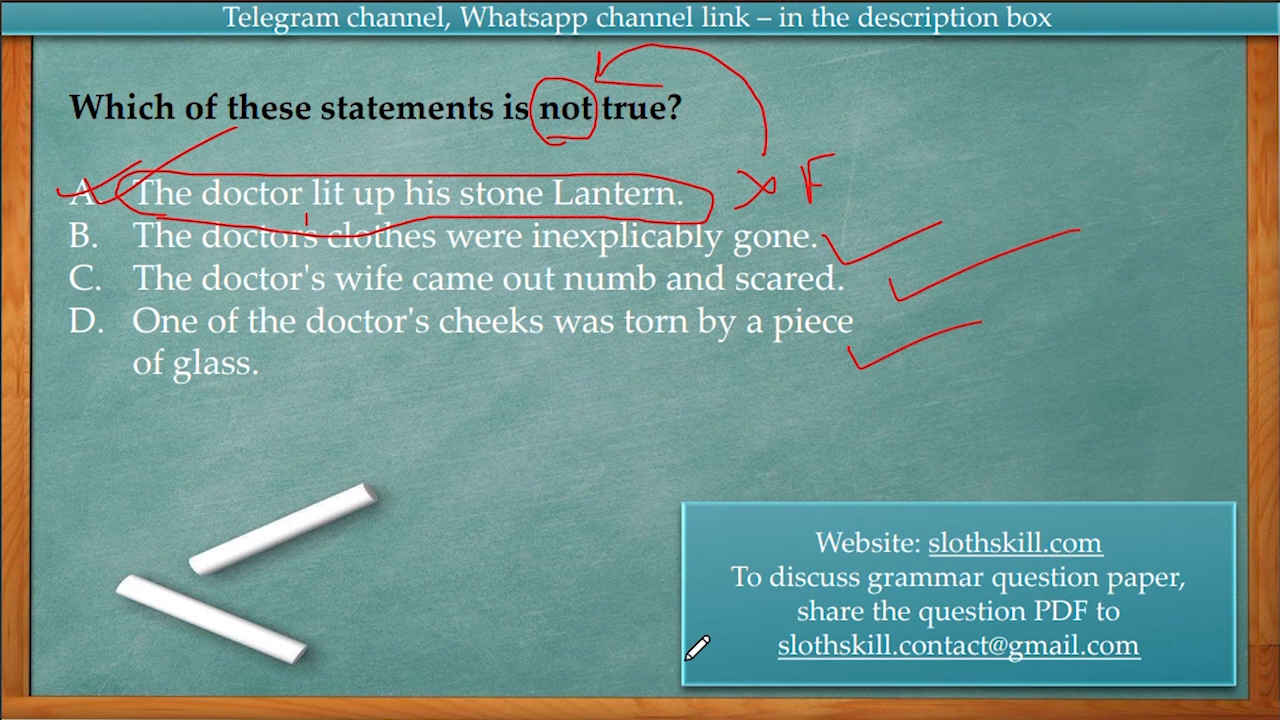 Telegram channel, Whatsapp channel link – in the description box
Which of these statements is not true?
A. The doctor lit up his stone Lantern. X F
B. The doctor's clothes were inexplicably gone.
C. The doctor's wife came out numb and scared.
D. One of the doctor's cheeks was torn by a piece
of glass.
Website: slothskill.com
To discuss grammar question paper,
share the question PDF to
slothskill.contact@gmail.com